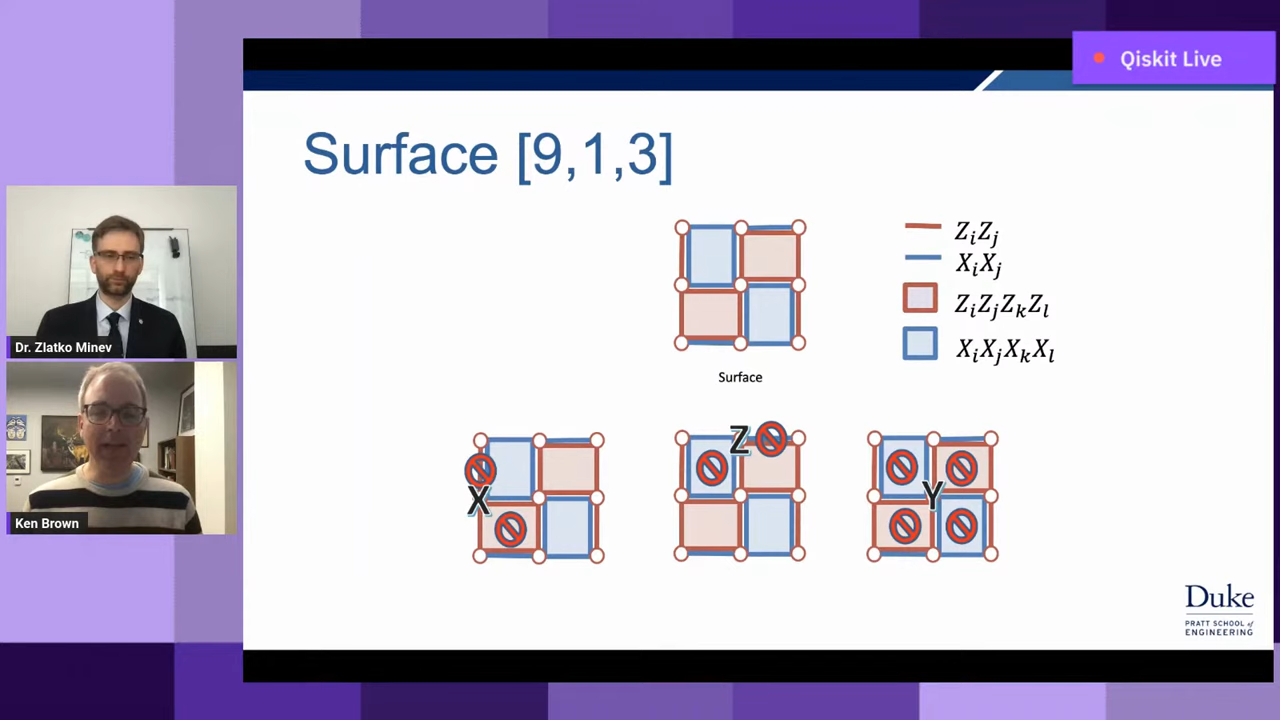 Qiskit Live
Surface [9,1,3]
Z_iZ_j
X_iX_j
Z_iZ_jZ_kZ_l
X_iX_jX_kX_l
Surface
Dr. Zlatko Minev
Ken Brown
X
Z
Y
Duke
PRATT SCHOOL of
ENGINEERING